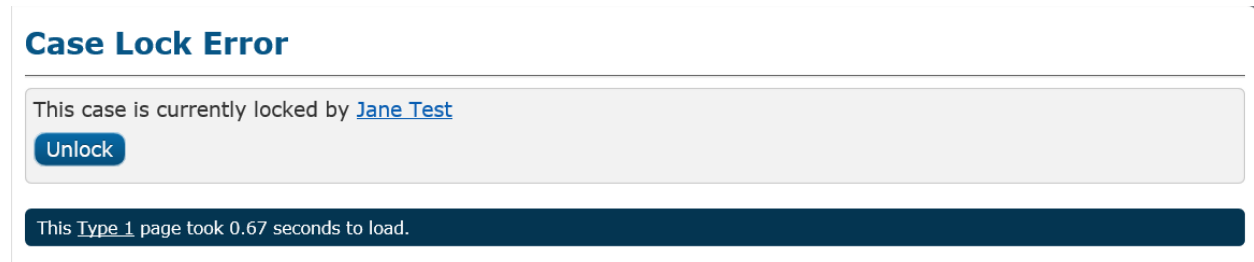 Case Lock Error
This case is currently locked by Jane Test
Unlock
This Type 1 page took 0.67 seconds to load.